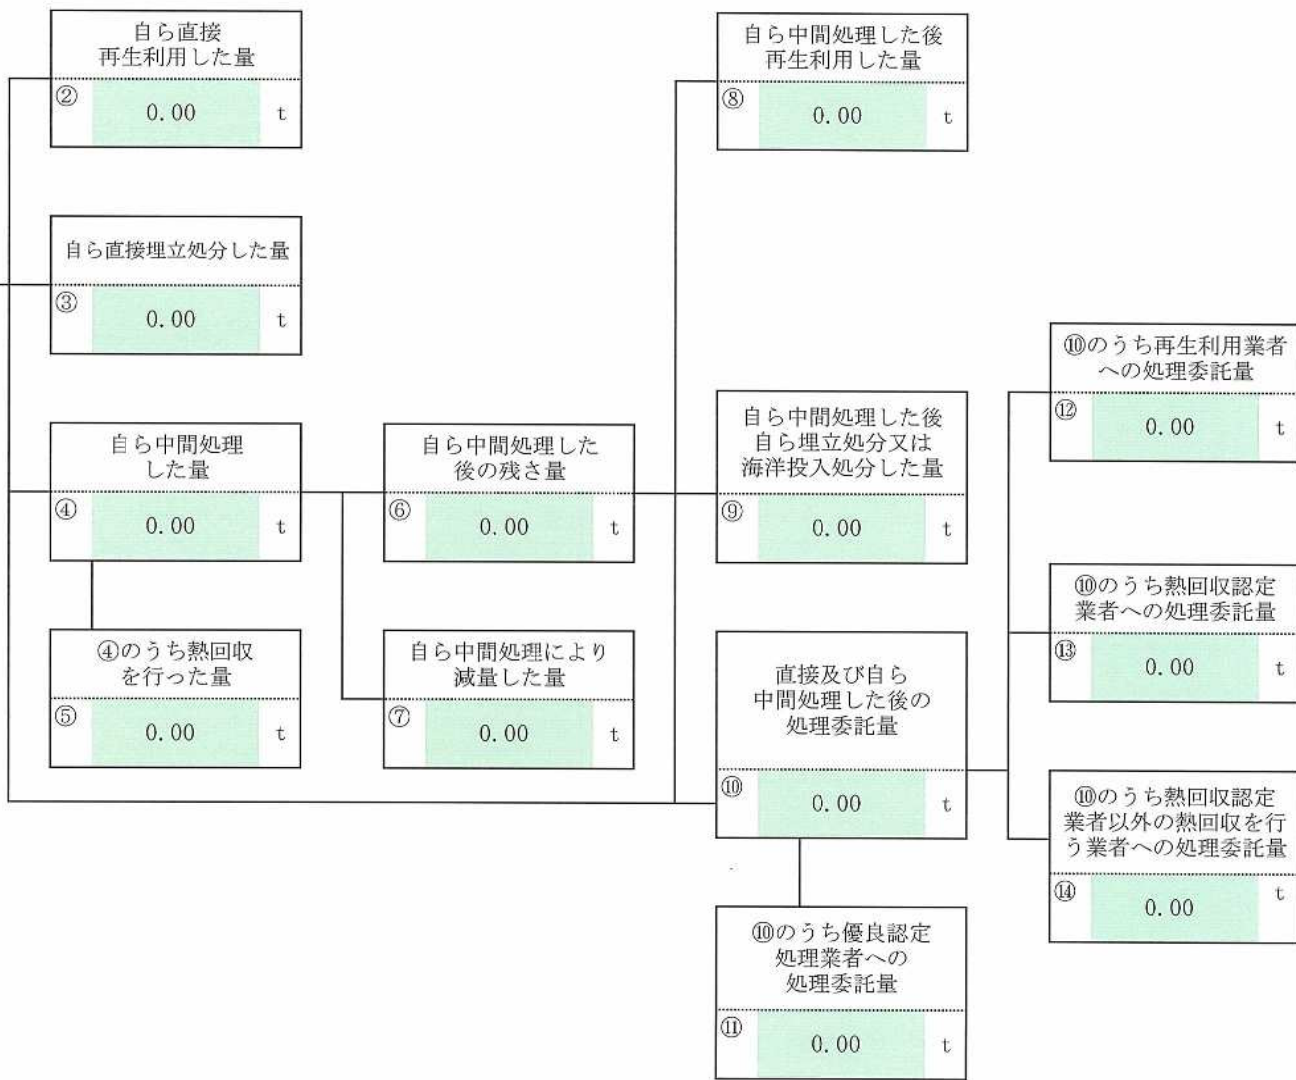 自ら直接
再生利用した量
② 0.00 t
自ら直接埋立処分した量
③ 0.00 t
自ら中間処理
した量
④ 0.00 t
④のうち熱回収
を行った量
⑤ 0.00 t
自ら中間処理した
後の残さ量
⑥ 0.00 t
自ら中間処理により
減量した量
⑦ 0.00 t
自ら中間処理した後
再生利用した量
⑧ 0.00 t
自ら中間処理した後
自ら埋立処分又は
海洋投入処分した量
⑨ 0.00 t
直接及び自ら
中間処理した後の
処理委託量
⑩ 0.00 t
⑩のうち優良認定
処理業者への
処理委託量
⑪ 0.00 t
⑩のうち再生利用業者
への処理委託量
⑫ 0.00 t
⑩のうち熱回収認定
業者への処理委託量
⑬ 0.00 t
⑩のうち熱回収認定
業者以外の熱回収を行
う業者への処理委託量
⑭ 0.00 t